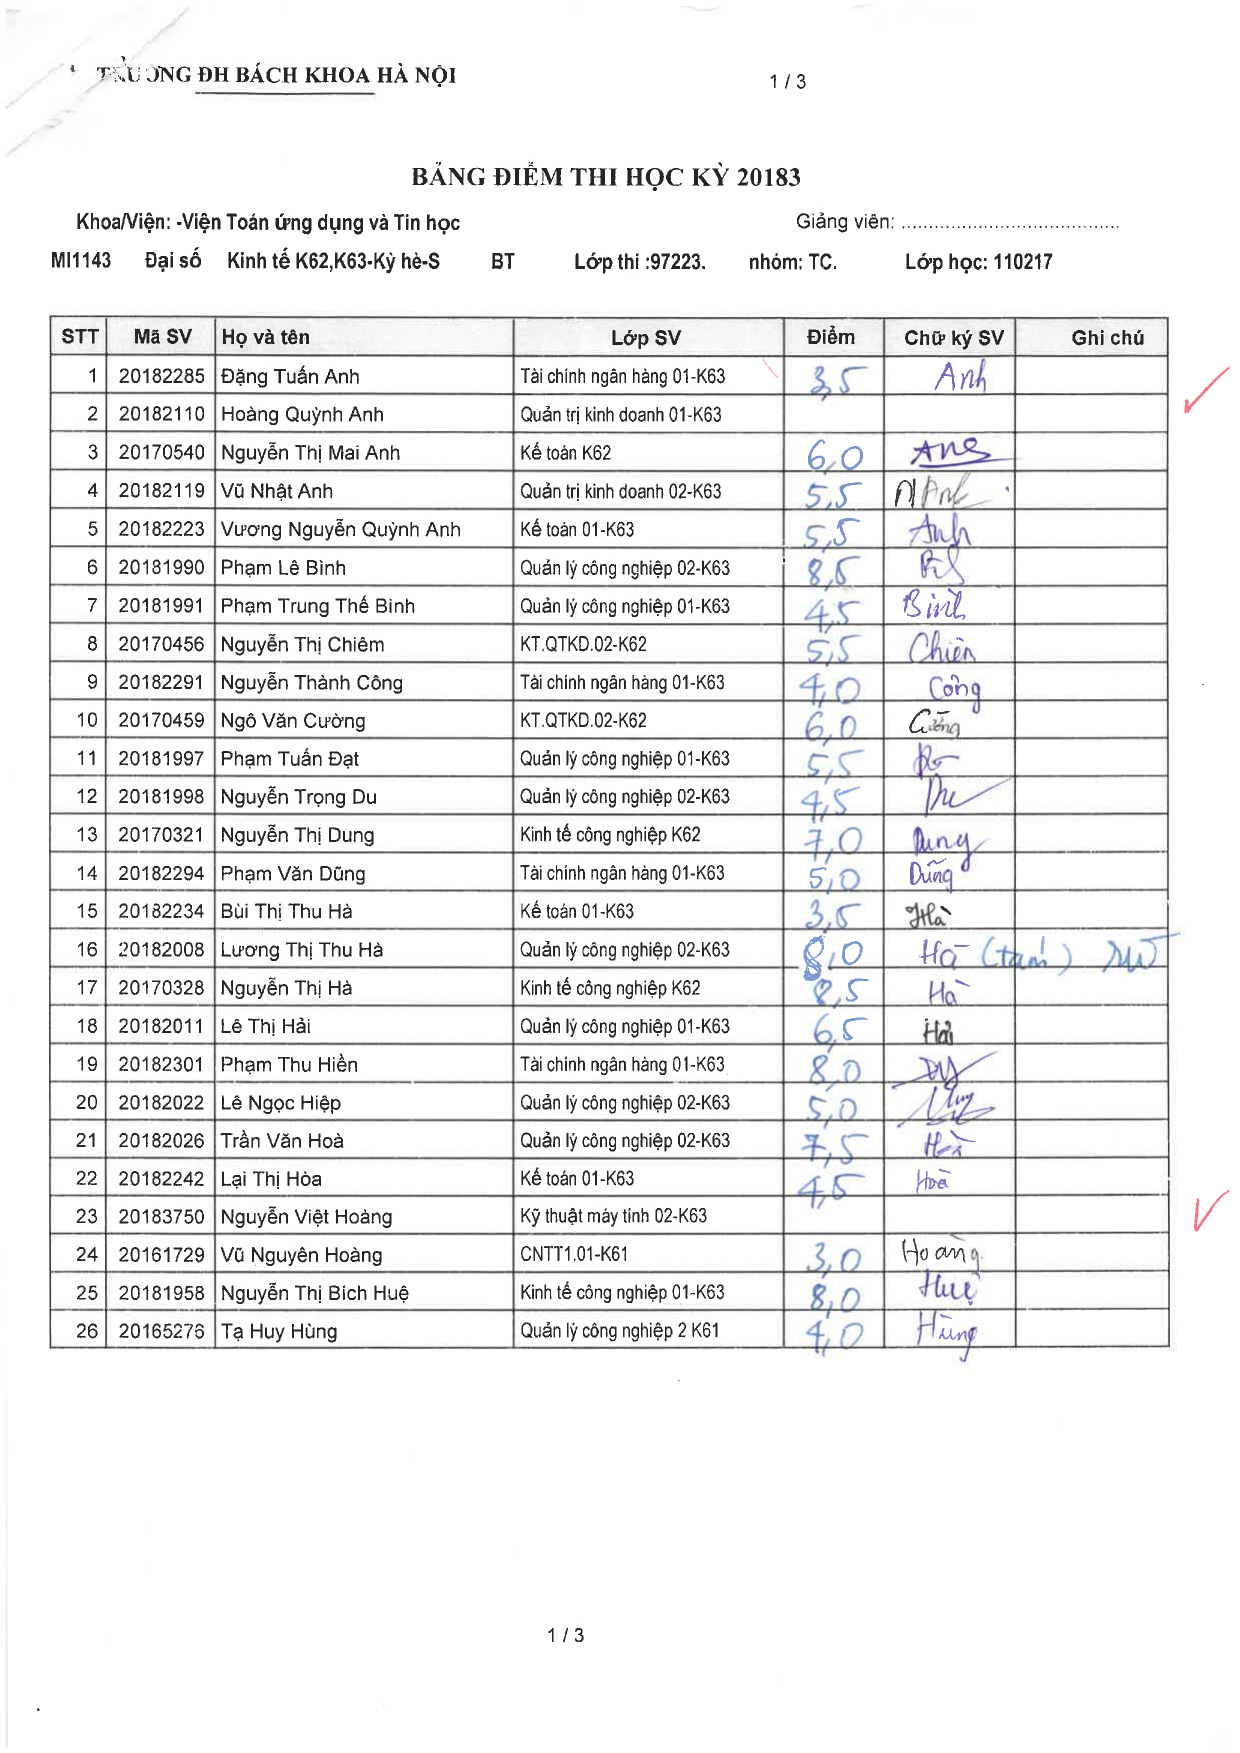 TRƯỜNG ĐH BÁCH KHOA HÀ NỘI 1 / 3
BẢNG ĐIỂM THI HỌC KỲ 20183
Khoa/Viện: -Viện Toán ứng dụng và Tin học Giảng viên: ........................................
MI1143 Đại số Kinh tế K62,K63-Kỳ hè-S BT Lớp thi :97223. nhóm: TC. Lớp học: 110217
STT Mã SV Họ và tên Lớp SV Điểm Chữ ký SV Ghi chú
1 20182285 Đặng Tuấn Anh Tài chính ngân hàng 01-K63 3,5 Anh
2 20182110 Hoàng Quỳnh Anh Quản trị kinh doanh 01-K63
3 20170540 Nguyễn Thị Mai Anh Kế toán K62 6,0
4 20182119 Vũ Nhật Anh Quản trị kinh doanh 02-K63 5,5
5 20182223 Vương Nguyễn Quỳnh Anh Kế toán 01-K63 5,5 Anh
6 20181990 Phạm Lê Bình Quản lý công nghiệp 02-K63 8,5
7 20181991 Phạm Trung Thế Bình Quản lý công nghiệp 01-K63 4,5 Bình
8 20170456 Nguyễn Thị Chiêm KT.QTKD.02-K62 5,5
9 20182291 Nguyễn Thành Công Tài chính ngân hàng 01-K63 4,0 Công
10 20170459 Ngô Văn Cường KT.QTKD.02-K62 6,0 Cường
11 20181997 Phạm Tuấn Đạt Quản lý công nghiệp 01-K63 5,5
12 20181998 Nguyễn Trọng Du Quản lý công nghiệp 02-K63 4,5 Du
13 20170321 Nguyễn Thị Dung Kinh tế công nghiệp K62 7,0 Dung
14 20182294 Phạm Văn Dũng Tài chính ngân hàng 01-K63 5,0 Dũng
15 20182234 Bùi Thị Thu Hà Kế toán 01-K63 3,5 Hà
16 20182008 Lương Thị Thu Hà Quản lý công nghiệp 02-K63 8,0 Hà (tám)
17 20170328 Nguyễn Thị Hà Kinh tế công nghiệp K62 8,5 Hà
18 20182011 Lê Thị Hải Quản lý công nghiệp 01-K63 6,5 Hải
19 20182301 Phạm Thu Hiền Tài chính ngân hàng 01-K63 8,0
20 20182022 Lê Ngọc Hiệp Quản lý công nghiệp 02-K63 5,0
21 20182026 Trần Văn Hoà Quản lý công nghiệp 02-K63 7,5
22 20182242 Lại Thị Hòa Kế toán 01-K63 4,5 Hoà
23 20183750 Nguyễn Việt Hoàng Kỹ thuật máy tính 02-K63
24 20161729 Vũ Nguyên Hoàng CNTT1.01-K61 3,0 Hoàng
25 20181958 Nguyễn Thị Bích Huệ Kinh tế công nghiệp 01-K63 8,0 Huệ
26 20165276 Tạ Huy Hùng Quản lý công nghiệp 2 K61 4,0 Hùng
1 / 3